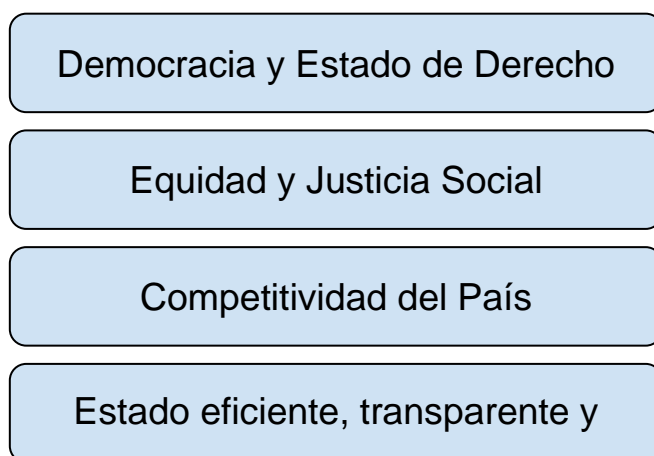 Democracia y Estado de Derecho
Equidad y Justicia Social
Competitividad del País
Estado eficiente, transparente y